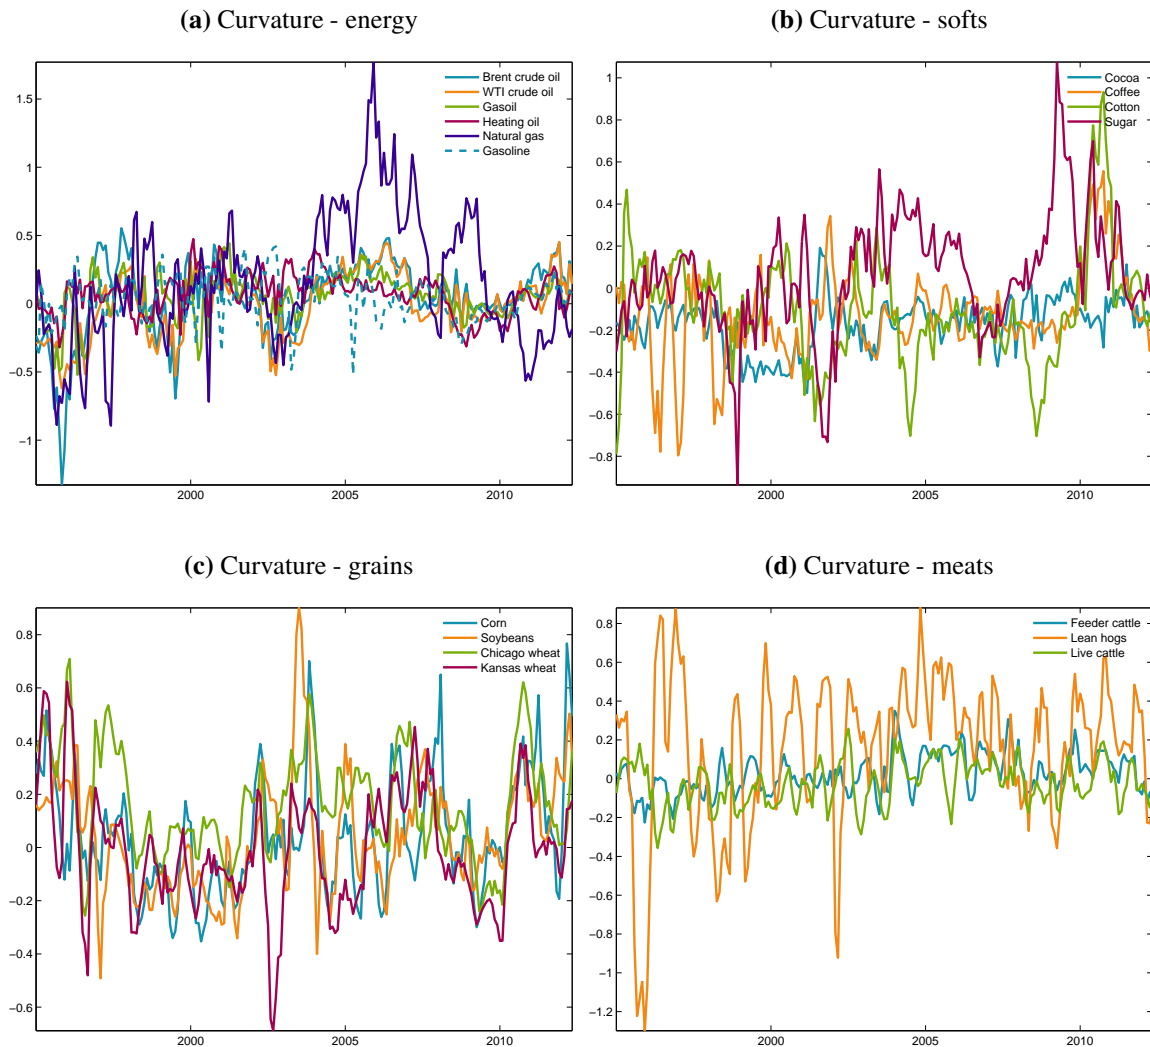 (a) Curvature - energy
1.5
1
0.5
0
−0.5
−1
2000 2005 2010
Brent crude oil
WTI crude oil
Gasoil
Heating oil
Natural gas
Gasoline
(b) Curvature - softs
1
0.8
0.6
0.4
0.2
0
−0.2
−0.4
−0.6
−0.8
2000 2005 2010
Cocoa
Coffee
Cotton
Sugar
(c) Curvature - grains
0.8
0.6
0.4
0.2
0
−0.2
−0.4
−0.6
2000 2005 2010
Corn
Soybeans
Chicago wheat
Kansas wheat
(d) Curvature - meats
0.8
0.6
0.4
0.2
0
−0.2
−0.4
−0.6
−0.8
−1
−1.2
2000 2005 2010
Feeder cattle
Lean hogs
Live cattle